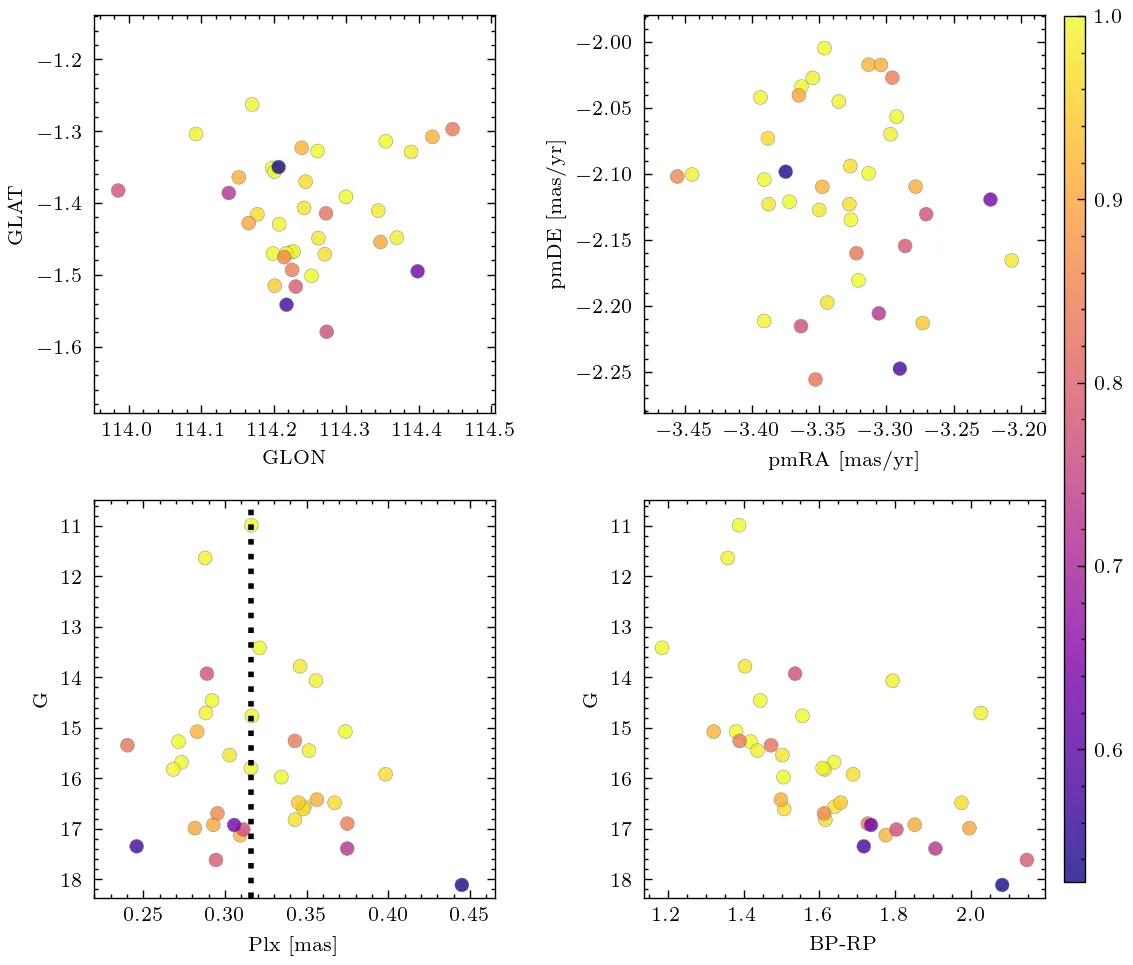 −1.2
−1.3
−1.4
−1.5
−1.6
GLAT
114.0 114.1 114.2 114.3 114.4 114.5
GLON
−2.00
−2.05
−2.10
−2.15
−2.20
−2.25
pmDE [mas/yr]
−3.45 −3.40 −3.35 −3.30 −3.25 −3.20
pmRA [mas/yr]
1.0
0.9
0.8
0.7
0.6
11
12
13
14
15
16
17
18
G
0.25 0.30 0.35 0.40 0.45
Plx [mas]
11
12
13
14
15
16
17
18
G
1.2 1.4 1.6 1.8 2.0
BP-RP